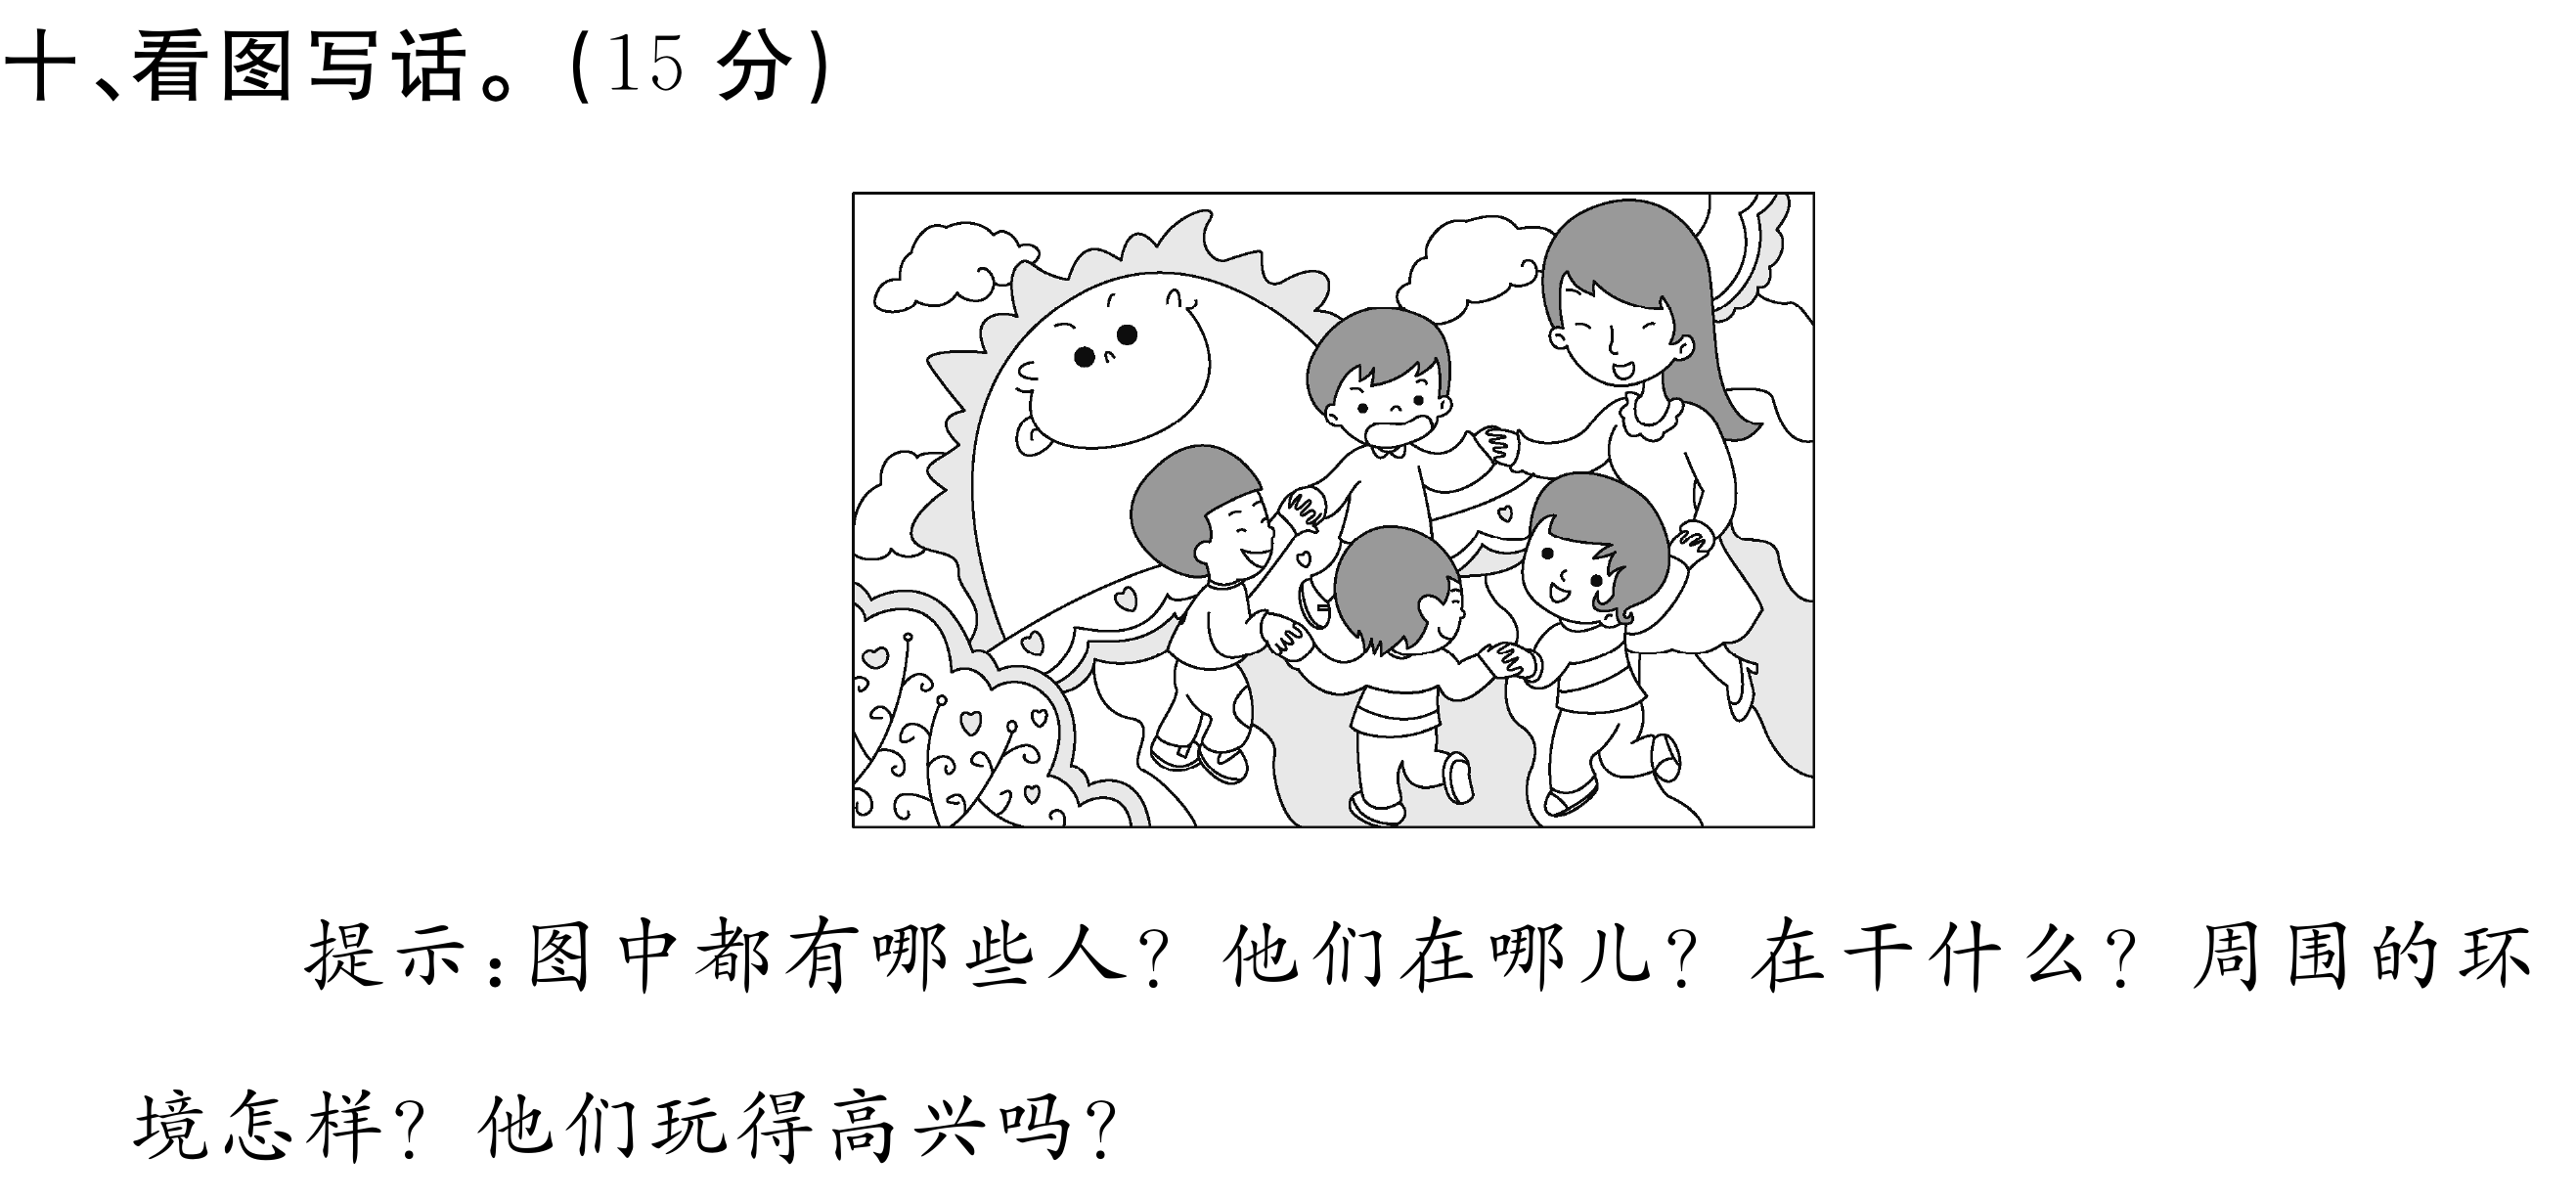 十、看图写话。(15 分)
提示:图中都有哪些人? 他们在哪儿? 在干什么? 周围的环
境怎样? 他们玩得高兴吗?